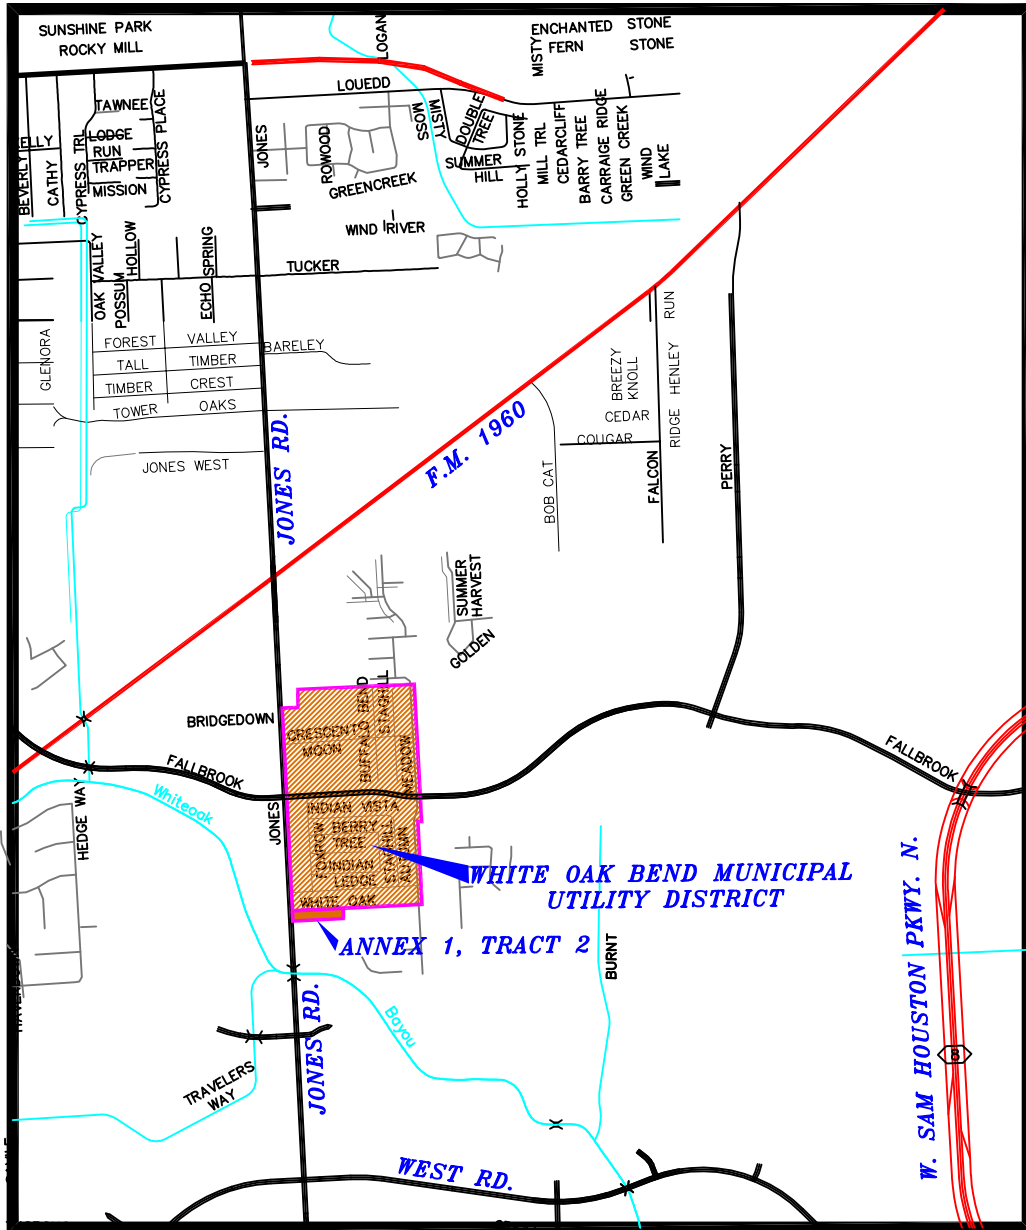 SUNSHINE PARK
ROCKY MILL
LOGAN
MISTY
ENCHANTED
FERN
STONE
STONE
LOUEDD
TAWNEE
LODGE
RUN
TRAPPER
MISSION
CYPRESS TRL
CYPRESS PLACE
BEVERLY
CATHY
JONES
ROWOOD
GREENCREEK
MOSS
MISTY
DOUBLE
TREE
SUMMER
HILL
HOLLY STONE
MILL TRL
CEDARCLIFF
BARRY TREE
CARRAIGE RIDGE
GREEN CREEK
WIND
LAKE
WIND RIVER
TUCKER
OAK VALLEY
POSSUM
HOLLOW
ECHO SPRING
GLENORA
FOREST VALLEY
TALL TIMBER
TIMBER CREST
TOWER OAKS
BARELEY
JONES WEST
JONES RD.
F.M. 1960
BREEZY
KNOLL
CEDAR
COUGAR
RIDGE HENLEY RUN
BOB CAT
FALCON
PERRY
SUMMER
HARVEST
GOLDEN
BRIDGEDOWN
FALLBROOK
FALLBROOK
HEDGE WAY
Whiteoak
JONES
CRESCENT
MOON
BUFFALO BEND
STAGHILL
MEADOW
INDIAN VISTA
BERRY
TREE
INDIAN
LEDGE
STAGHILL
AUTUMN
WHITE OAK
WHITE OAK BEND MUNICIPAL
UTILITY DISTRICT
ANNEX 1, TRACT 2
BURNT
W. SAM HOUSTON PKWY. N.
8
JONES RD.
Bayou
TRAVELERS
WAY
WEST RD.